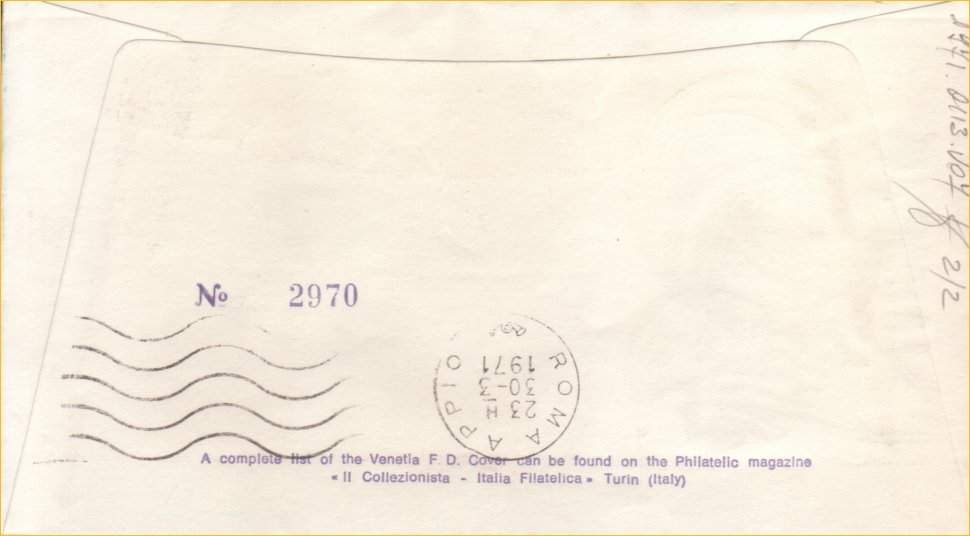 № 2970
ROMA APPIO
1971
30-3
23 H
A complete list of the Venetia F. D. Cover can be found on the Philatelic magazine
« Il Collezionista - Italia Filatelica » Turin (Italy)
2/2